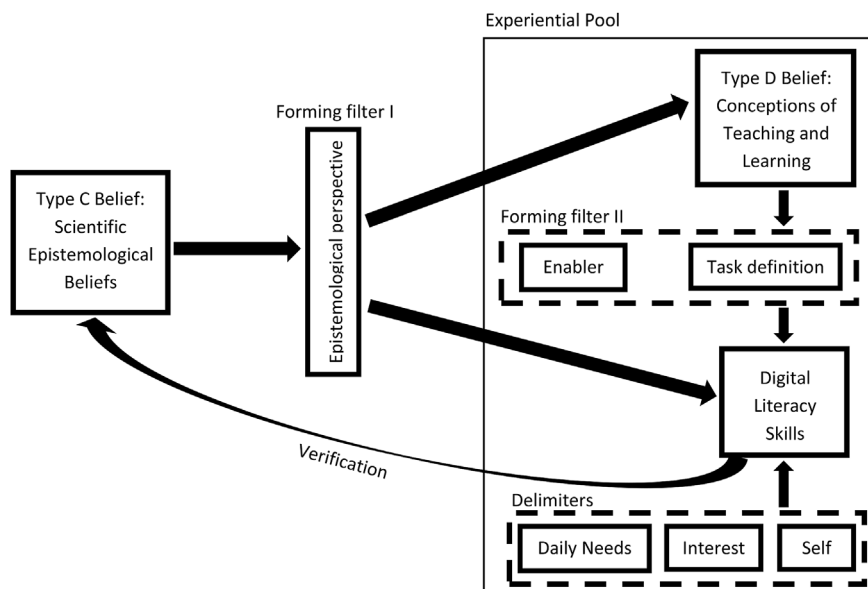 Experiential Pool
Type D Belief:
Conceptions of
Teaching and
Learning
Forming filter I
Epistemological perspective
Type C Belief:
Scientific
Epistemological
Beliefs
Forming filter II
Enabler
Task definition
Digital
Literacy
Skills
Verification
Delimiters
Daily Needs
Interest
Self